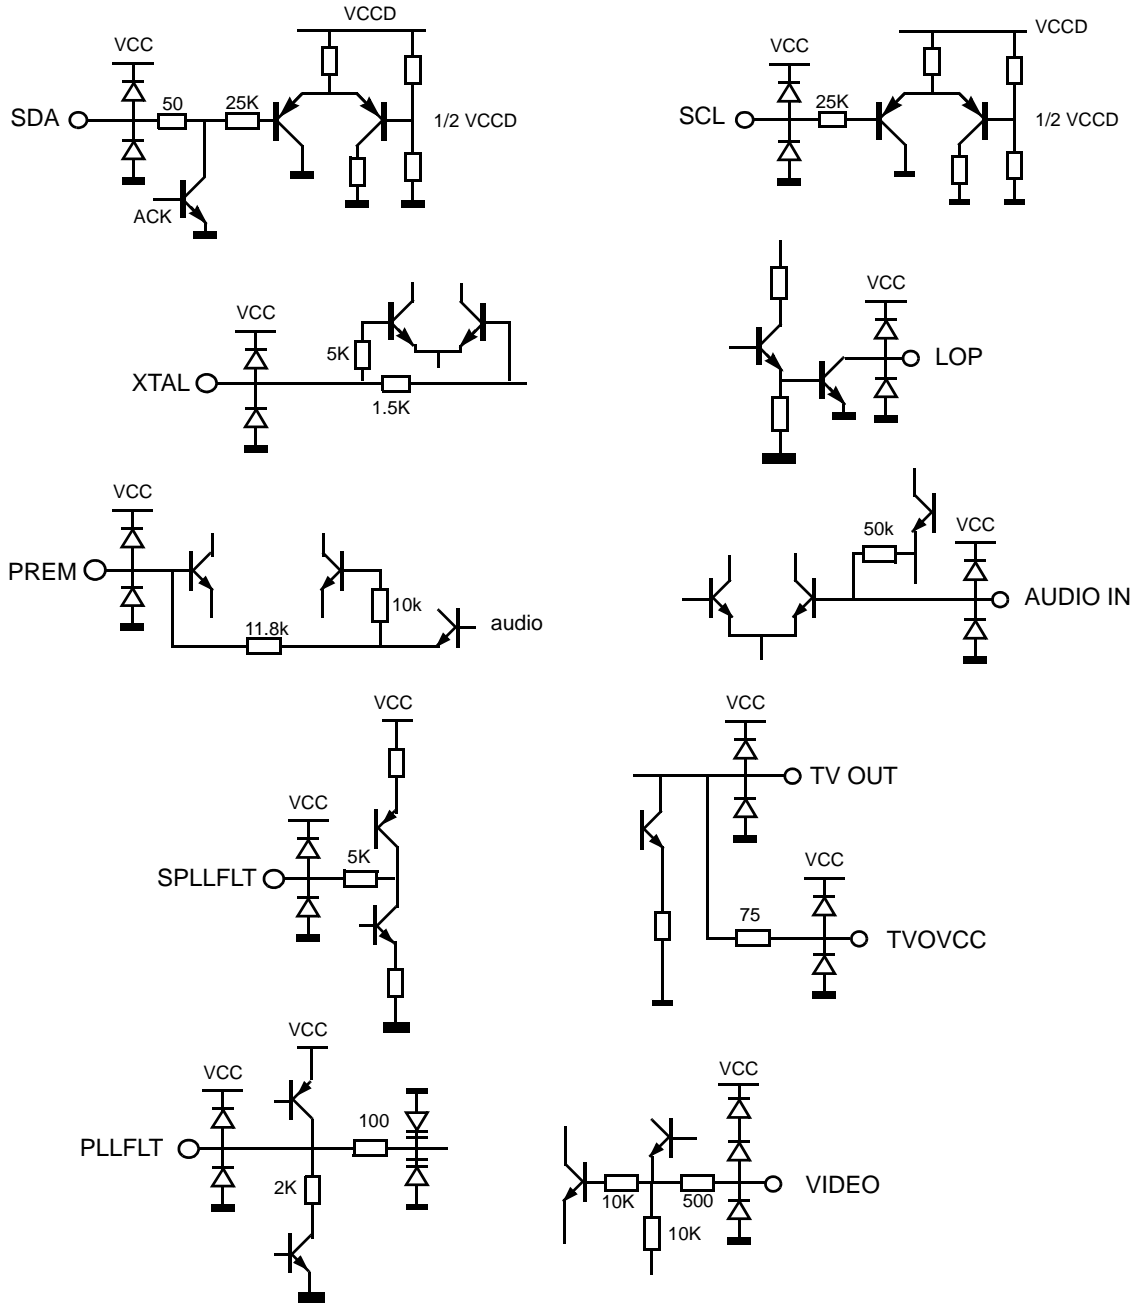 VCCD
VCC
SDA
50
25K
1/2 VCCD
ACK
VCCD
VCC
SCL
25K
1/2 VCCD
VCC
XTAL
5K
1.5K
VCC
LOP
VCC
PREM
11.8k
10k
audio
50k
VCC
AUDIO IN
VCC
VCC
SPLLFLT
5K
VCC
TV OUT
VCC
75
TVOVCC
VCC
VCC
PLLFLT
100
2K
VCC
10K
500
10K
VIDEO